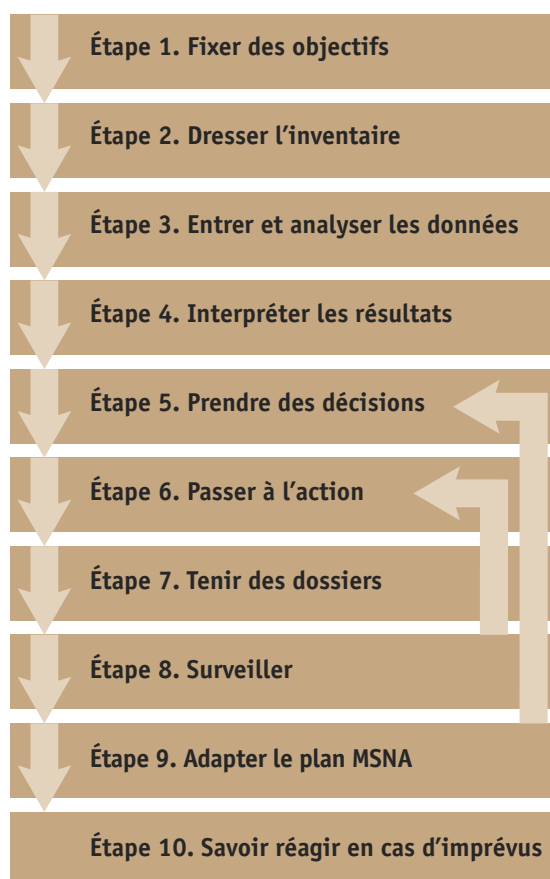 Étape 1. Fixer des objectifs
Étape 2. Dresser l’inventaire
Étape 3. Entrer et analyser les données
Étape 4. Interpréter les résultats
Étape 5. Prendre des décisions
Étape 6. Passer à l’action
Étape 7. Tenir des dossiers
Étape 8. Surveiller
Étape 9. Adapter le plan MSNA
Étape 10. Savoir réagir en cas d’imprévus